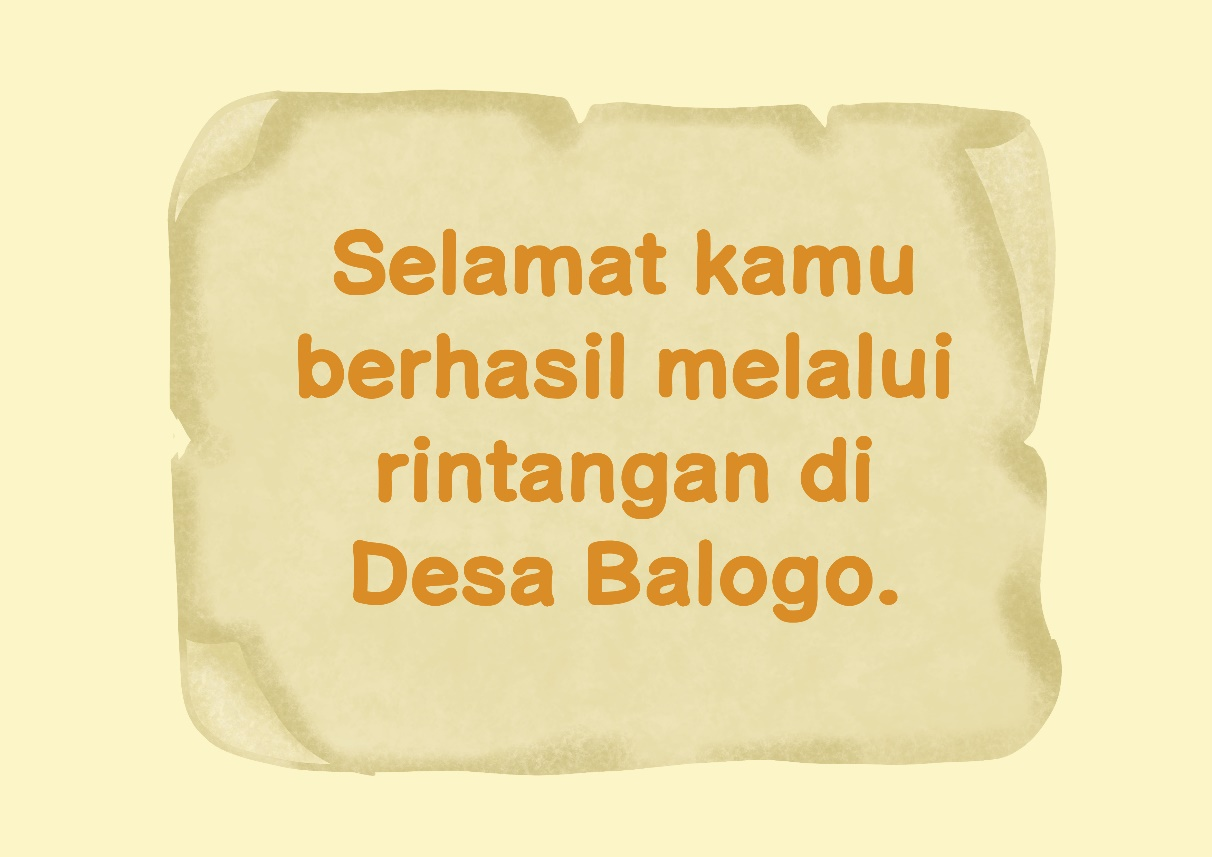 Selamat kamu
berhasil melalui
rintangan di
Desa Balogo.